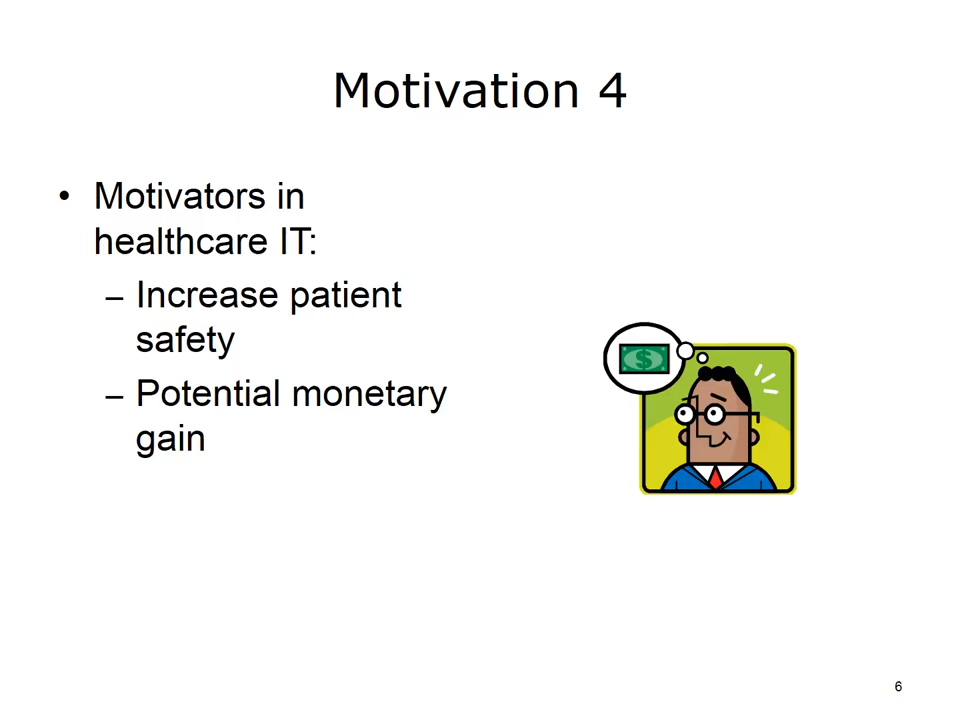 Motivation 4
• Motivators in
healthcare IT:
– Increase patient
safety
– Potential monetary
gain
$
6